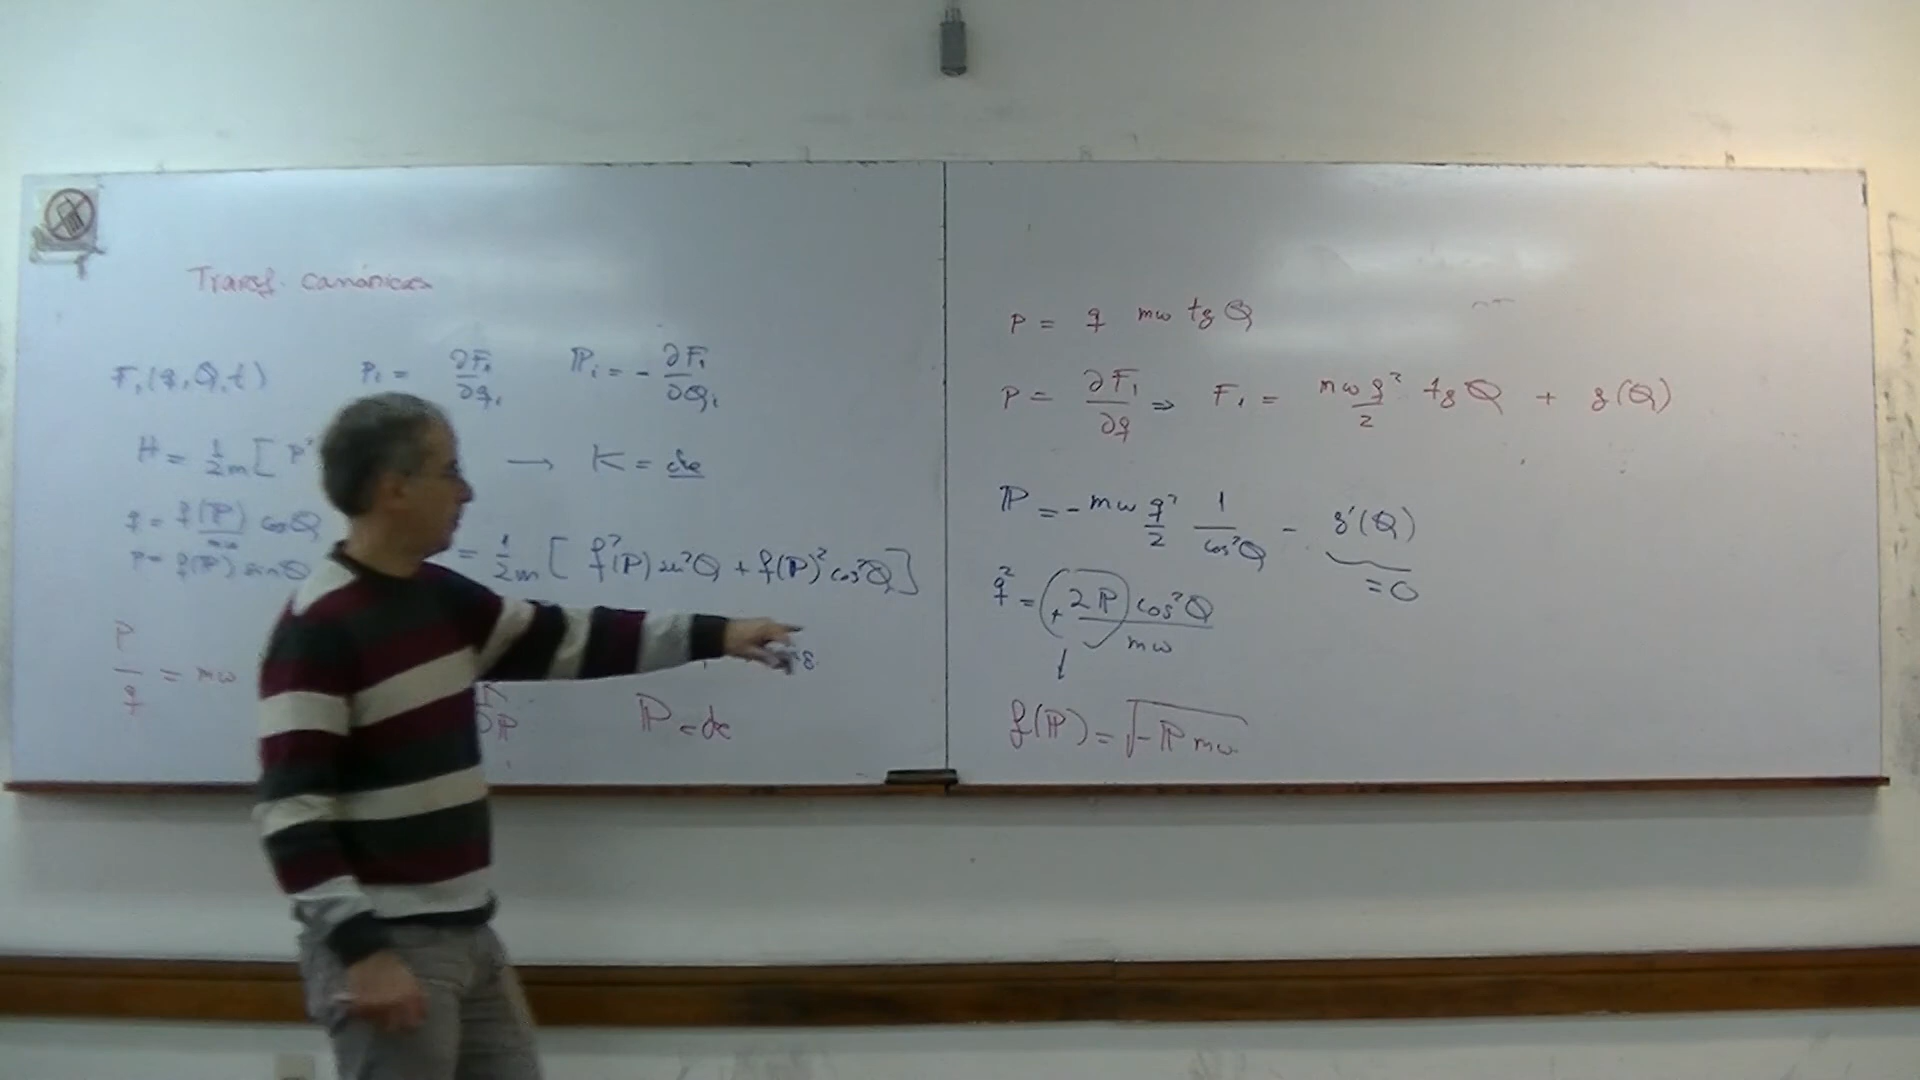 Transf. canónicas
F₁(q,Q,t) pᵢ = ∂F₁/∂qᵢ ℙᵢ = - ∂F₁/∂Qᵢ
H = 1/2m [ p² → K = cte
q = f(ℙ)/mω cos Q
p = f(ℙ) sin Q = 1/2m [ f²(ℙ) sin²Q + f(ℙ)² cos²Q ]
p/q = mω
∂ℙ ℙ = cte
p = q mω tg Q
p = ∂F₁/∂q ⇒ F₁ = mωq²/2 tg Q + g(Q)
ℙ = - mω q²/2 1/cos²Q - g'(Q)
= 0
q² = + 2ℙ cos²Q / mω
↓
f(ℙ) = √-ℙ mω